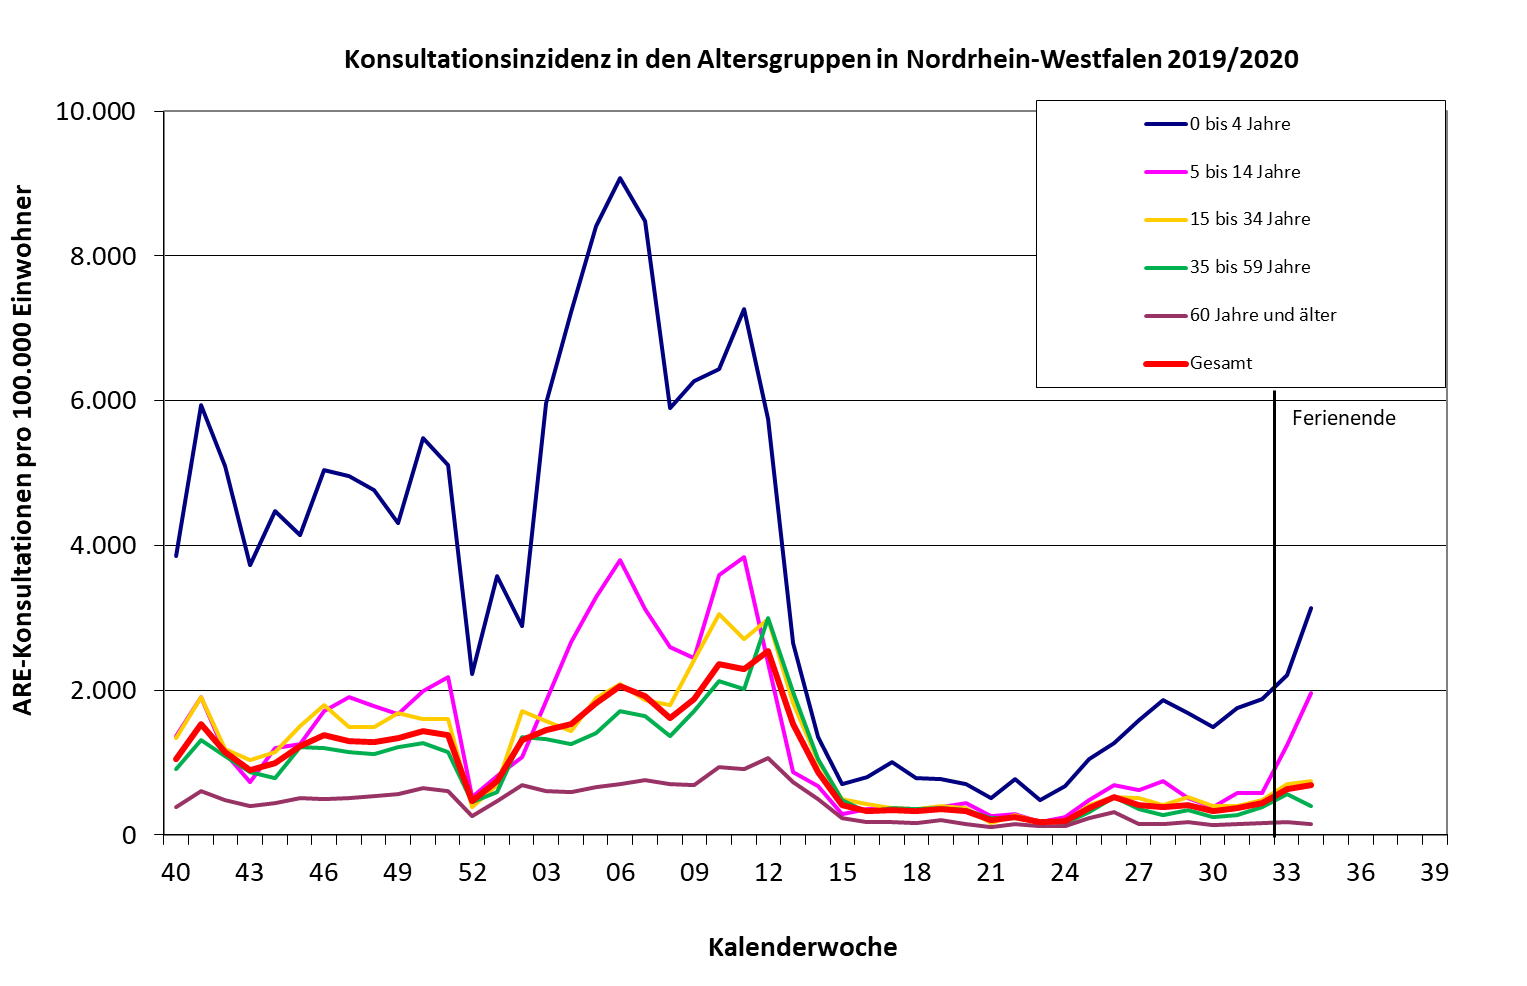 Konsultationsinzidenz in den Altersgruppen in Nordrhein-Westfalen 2019/2020
ARE-Konsultationen pro 100.000 Einwohner
10.000
8.000
6.000
4.000
2.000
0
0 bis 4 Jahre
5 bis 14 Jahre
15 bis 34 Jahre
35 bis 59 Jahre
60 Jahre und älter
Gesamt
Ferienende
40 43 46 49 52 03 06 09 12 15 18 21 24 27 30 33 36 39
Kalenderwoche